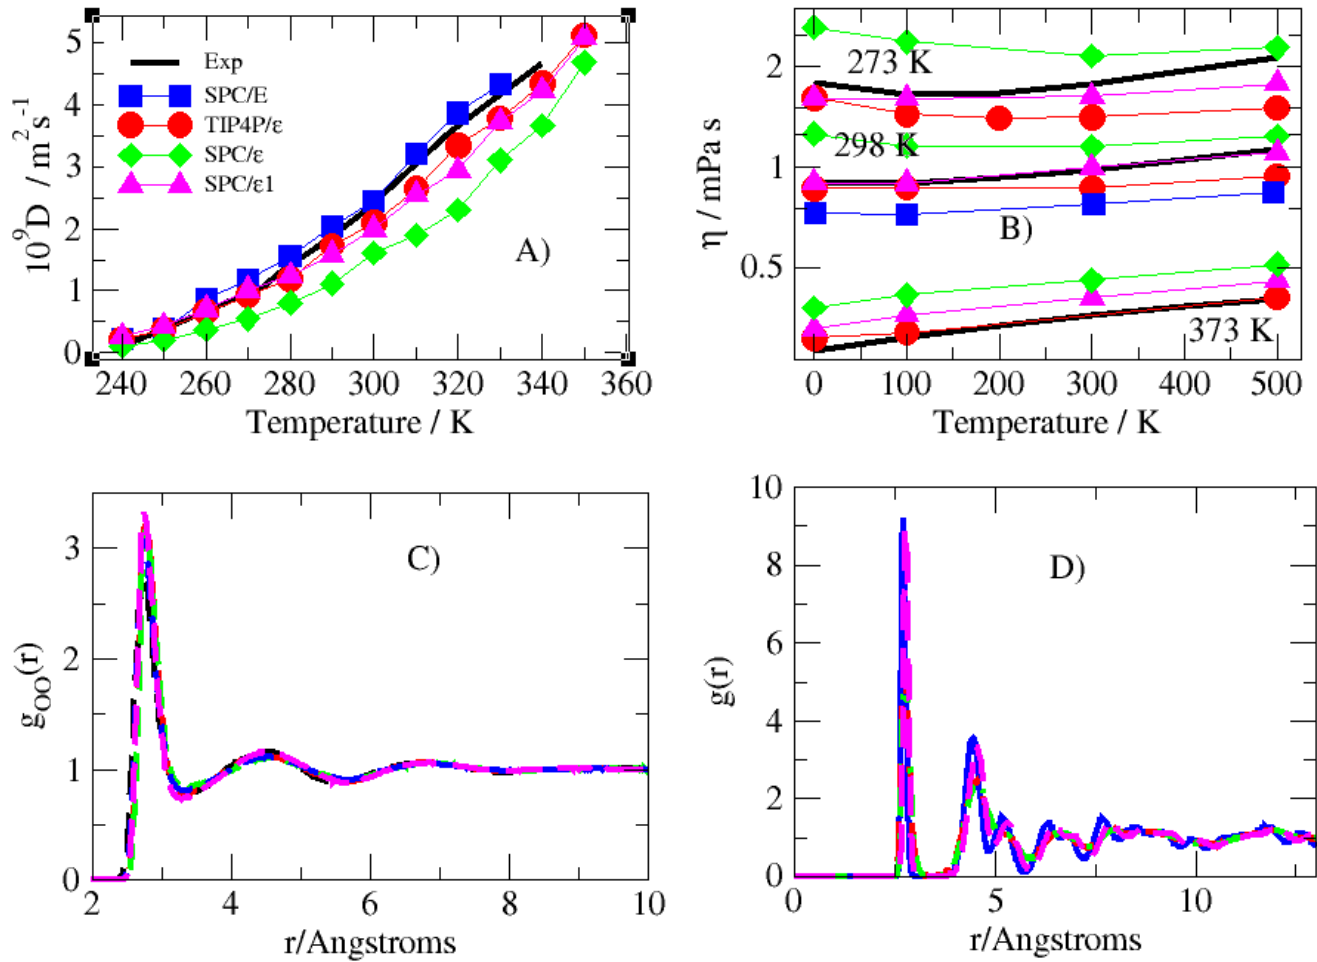 10⁹D / m² s⁻¹
5
4
3
2
1
0
Exp
SPC/E
TIP4P/ε
SPC/ε
SPC/ε1
A)
240 260 280 300 320 340 360
Temperature / K
η / mPa s
2
1
0.5
273 K
298 K
B)
373 K
0 100 200 300 400 500
Temperature / K
gOO(r)
3
2
1
0
C)
2 4 6 8 10
r/Angstroms
g(r)
10
8
6
4
2
0
D)
0 5 10
r/Angstroms